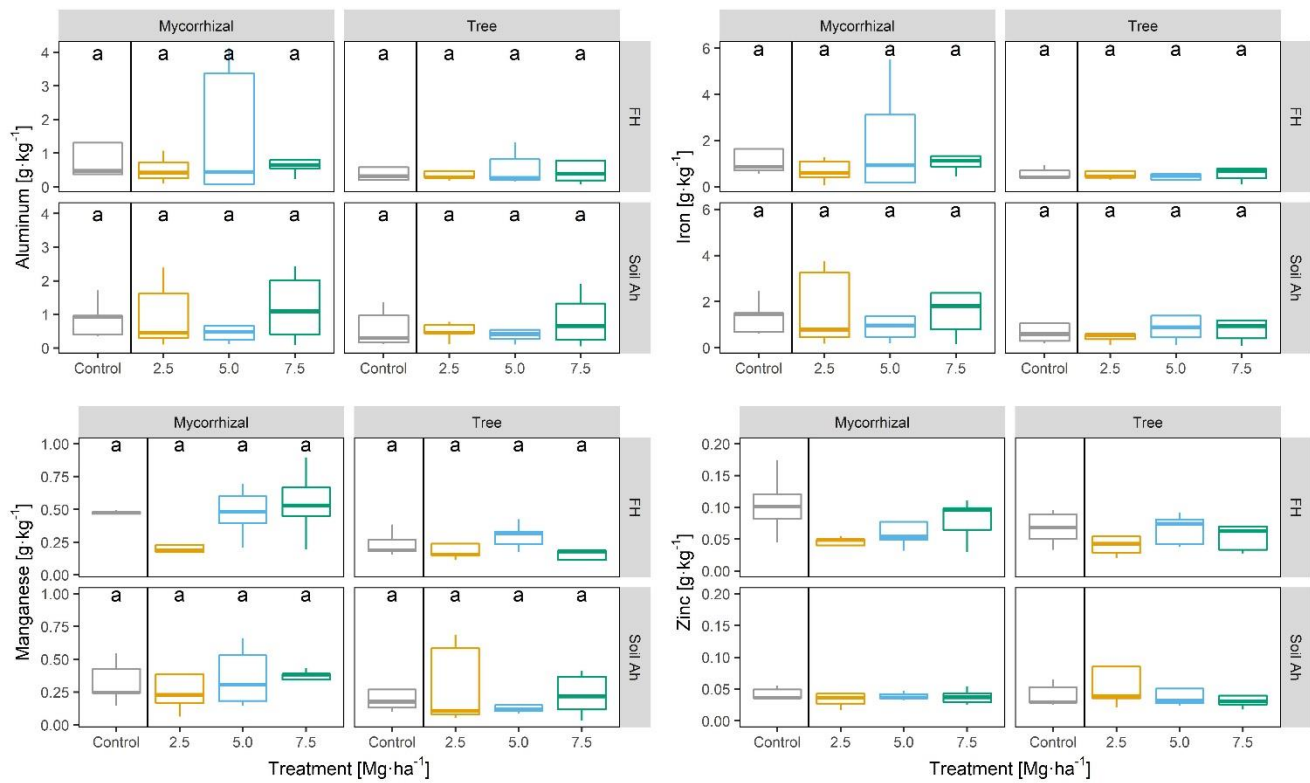 Mycorrhizal Tree
Aluminum [g·kg⁻¹]
4 a a a a a a a a
3
2
1
0
FH
4 a a a a a a a a
3
2
1
0
Soil Ah
Control 2.5 5.0 7.5 Control 2.5 5.0 7.5
Mycorrhizal Tree
Iron [g·kg⁻¹]
6 a a a a a a a a
4
2
0
FH
6 a a a a a a a a
4
2
0
Soil Ah
Control 2.5 5.0 7.5 Control 2.5 5.0 7.5
Mycorrhizal Tree
Manganese [g·kg⁻¹]
1.00 a a a a a a a a
0.75
0.50
0.25
0.00
FH
1.00 a a a a a a a a
0.75
0.50
0.25
0.00
Soil Ah
Control 2.5 5.0 7.5 Control 2.5 5.0 7.5
Treatment [Mg·ha⁻¹]
Mycorrhizal Tree
Zinc [g·kg⁻¹]
0.20
0.15
0.10
0.05
0.00
FH
0.20
0.15
0.10
0.05
0.00
Soil Ah
Control 2.5 5.0 7.5 Control 2.5 5.0 7.5
Treatment [Mg·ha⁻¹]